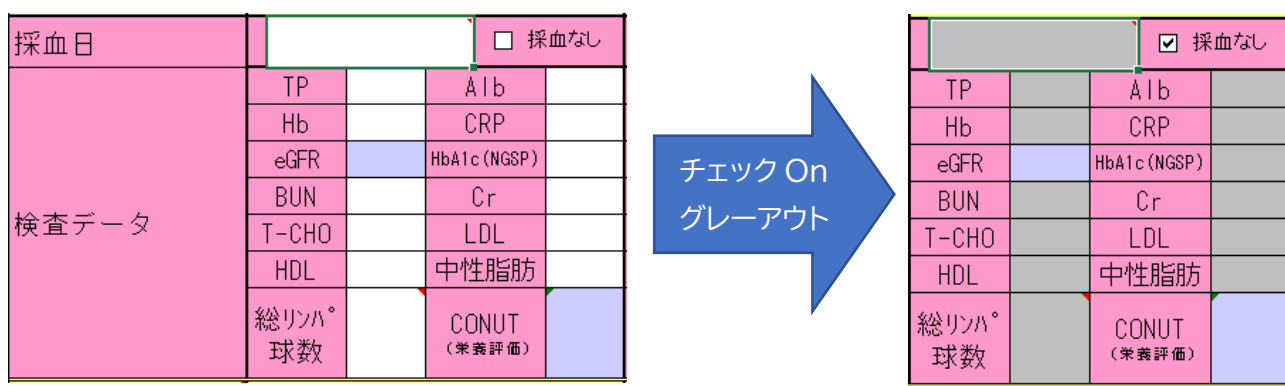 採血日
採血なし
検査データ
TP Alb
Hb CRP
eGFR HbA1c(NGSP)
BUN Cr
T-CHO LDL
HDL 中性脂肪
総リンパ
球数
CONUT
(栄養評価)
チェック On
グレーアウト
採血なし
TP Alb
Hb CRP
eGFR HbA1c(NGSP)
BUN Cr
T-CHO LDL
HDL 中性脂肪
総リンパ
球数
CONUT
(栄養評価)